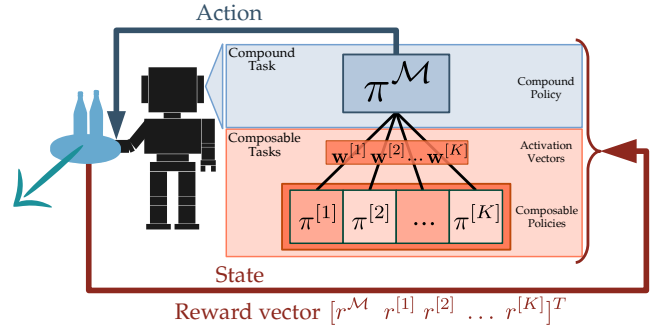 Action
Compound
Task
π^ℳ
Compound
Policy
Composable
Tasks
w^[1] w^[2] ... w^[K]
Activation
Vectors
π^[1] π^[2] ... π^[K]
Composable
Policies
State
Reward vector [r^ℳ r^[1] r^[2] ... r^[K]]^T